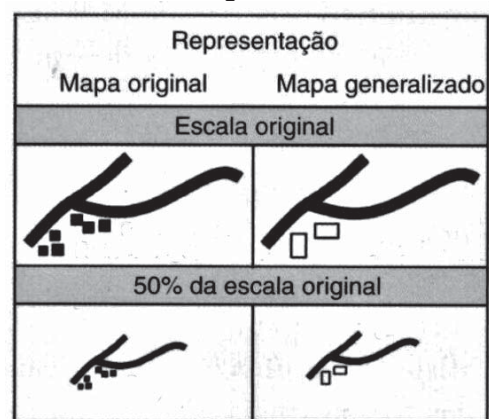 Representação
Mapa original Mapa generalizado
Escala original
50% da escala original